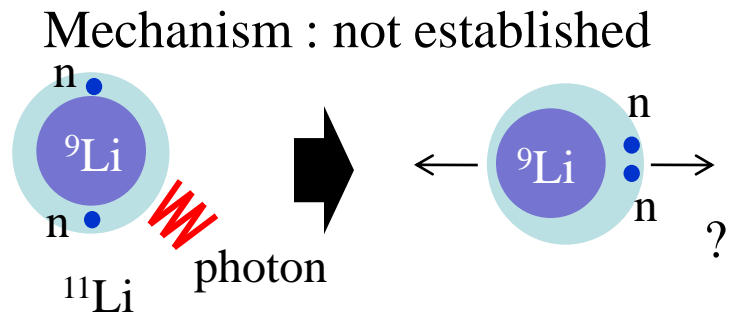 Mechanism : not established
n
⁹Li
n
photon
¹¹Li
n
⁹Li
n
?